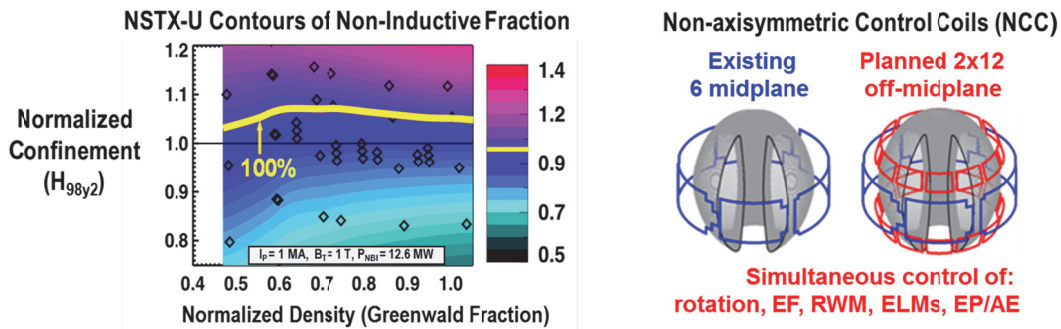 NSTX-U Contours of Non-Inductive Fraction
Normalized
Confinement
(H98y2)
1.2
1.1
1.0
0.9
0.8
100%
IP = 1 MA, BT = 1 T, PNBI = 12.6 MW
0.4 0.5 0.6 0.7 0.8 0.9 1.0
Normalized Density (Greenwald Fraction)
1.4
1.2
0.9
0.7
0.5
Non-axisymmetric Control Coils (NCC)
Existing
6 midplane
Planned 2x12
off-midplane
Simultaneous control of:
rotation, EF, RWM, ELMs, EP/AE